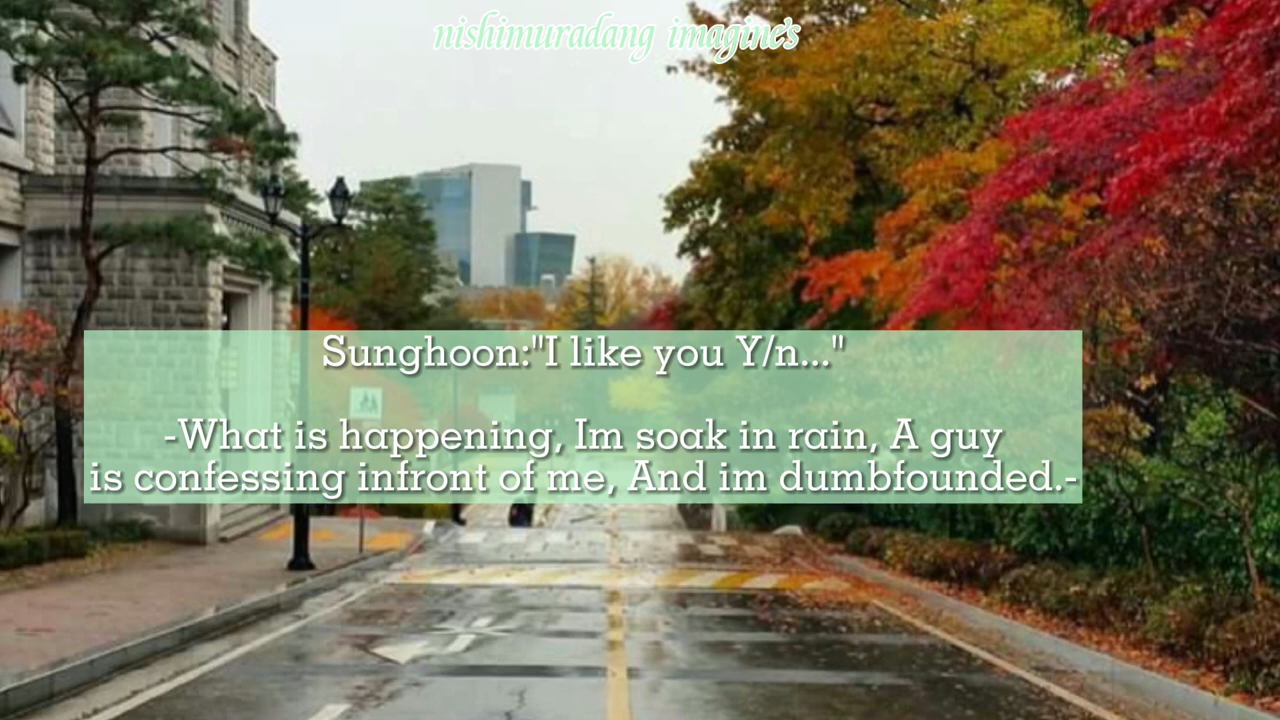 nishimuradang imagine's
Sunghoon:"I like you Y/n..."
-What is happening, Im soak in rain, A guy
is confessing infront of me, And im dumbfounded.-